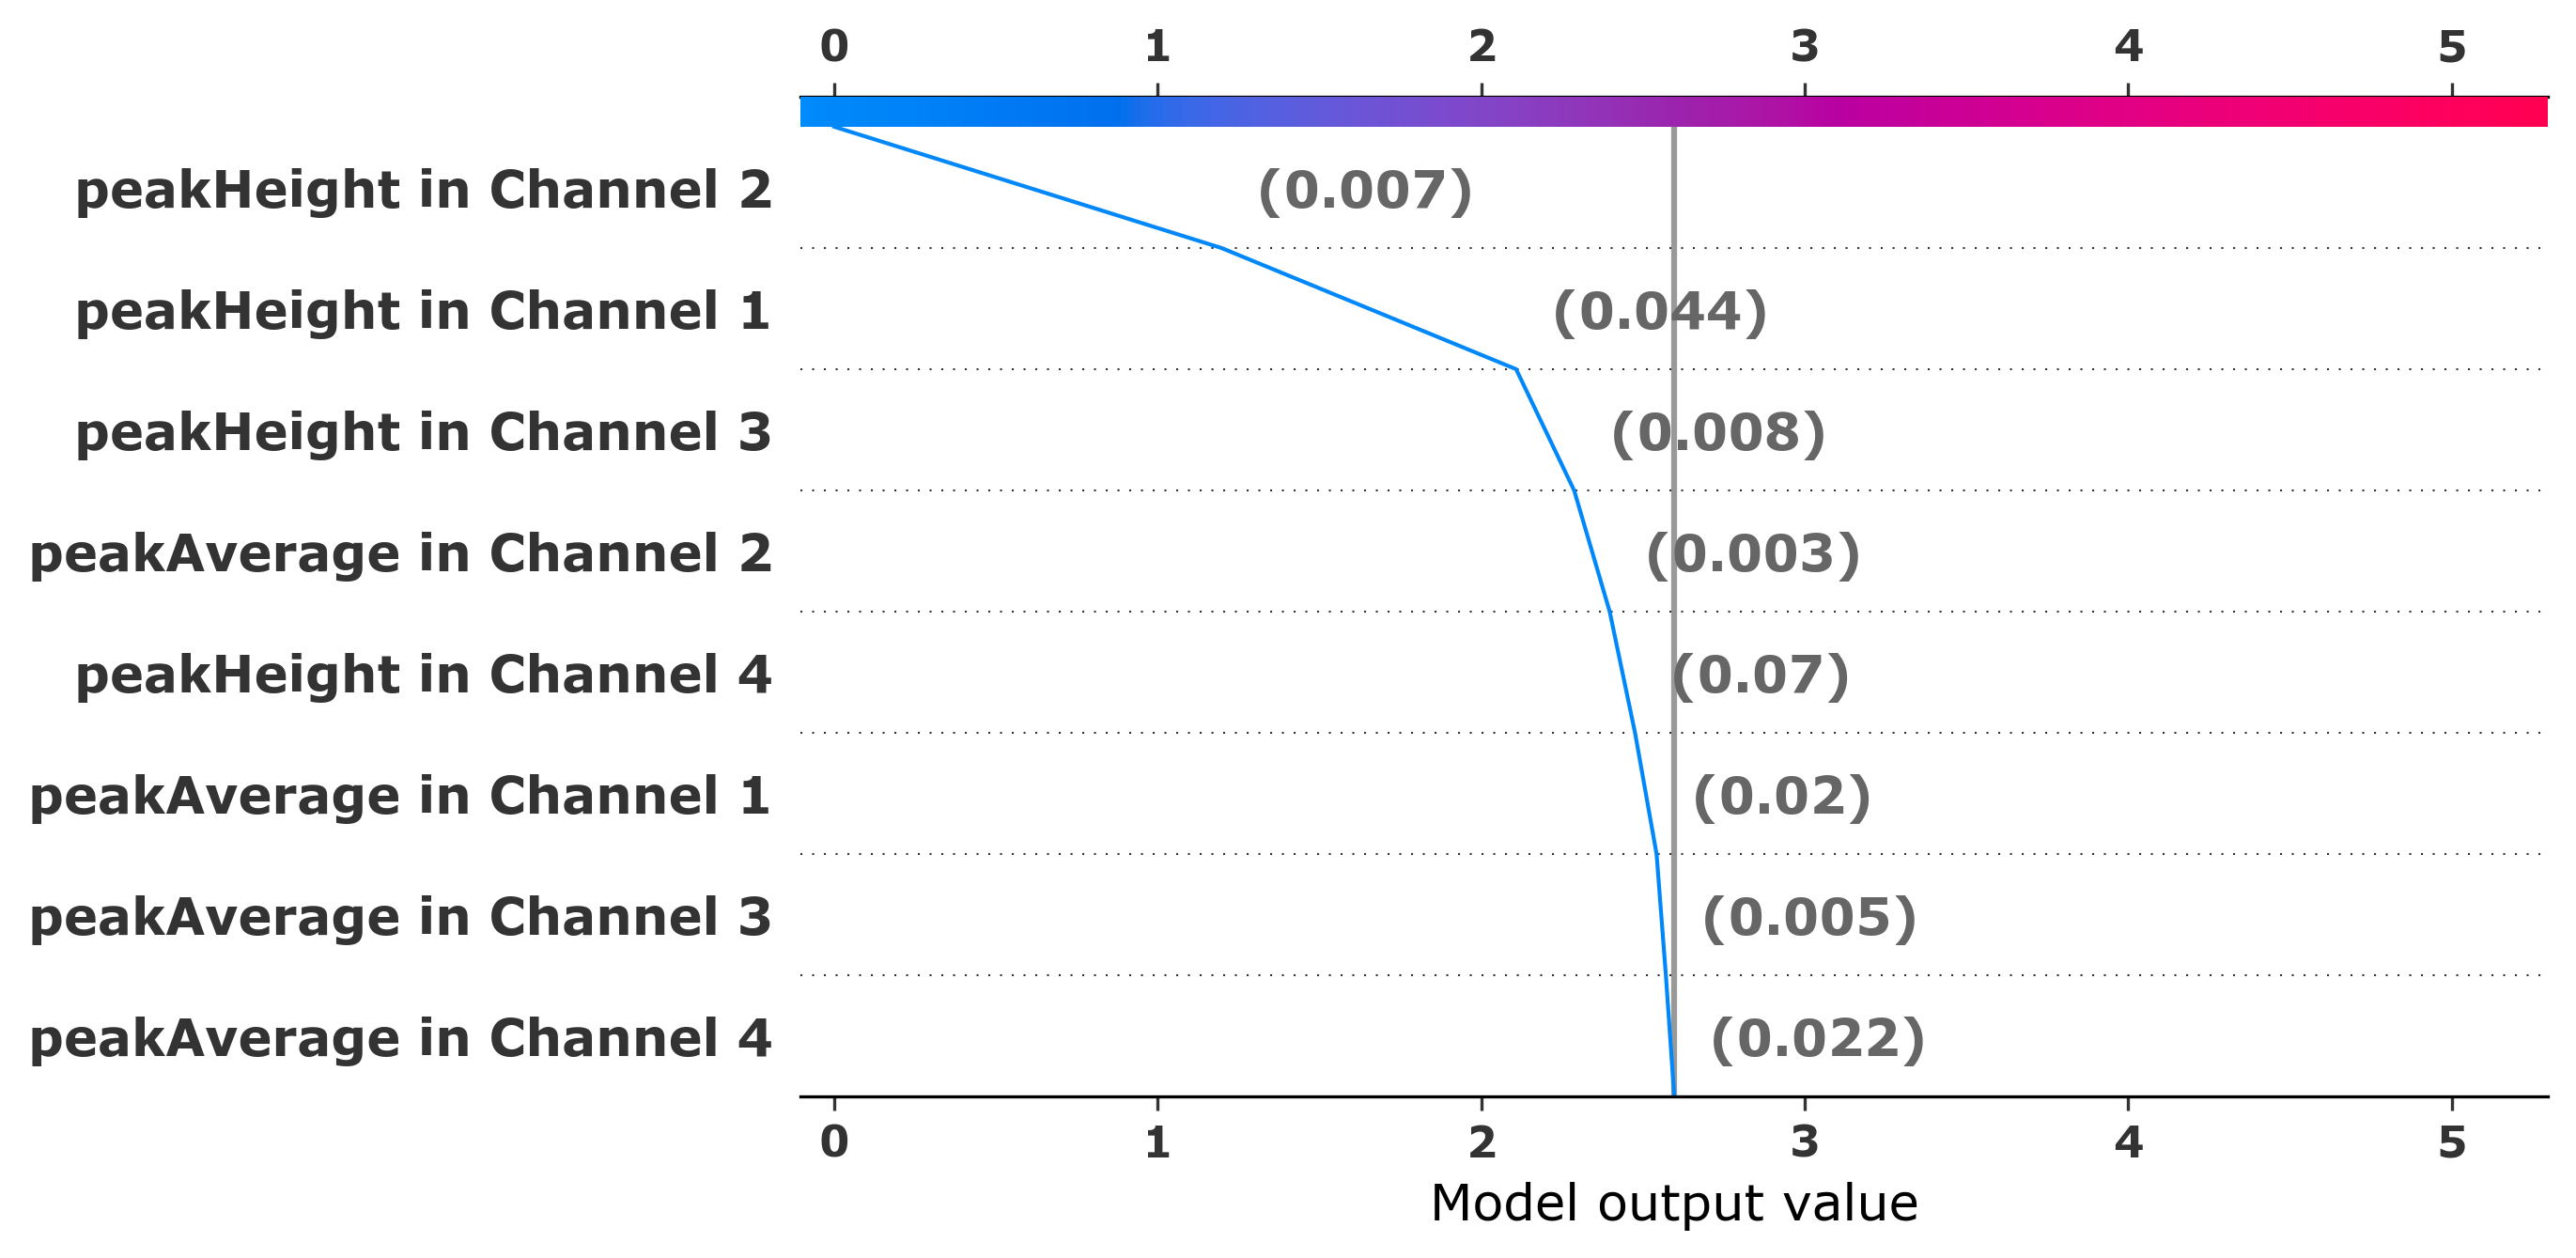 0 1 2 3 4 5
peakHeight in Channel 2 (0.007)
peakHeight in Channel 1 (0.044)
peakHeight in Channel 3 (0.008)
peakAverage in Channel 2 (0.003)
peakHeight in Channel 4 (0.07)
peakAverage in Channel 1 (0.02)
peakAverage in Channel 3 (0.005)
peakAverage in Channel 4 (0.022)
0 1 2 3 4 5
Model output value